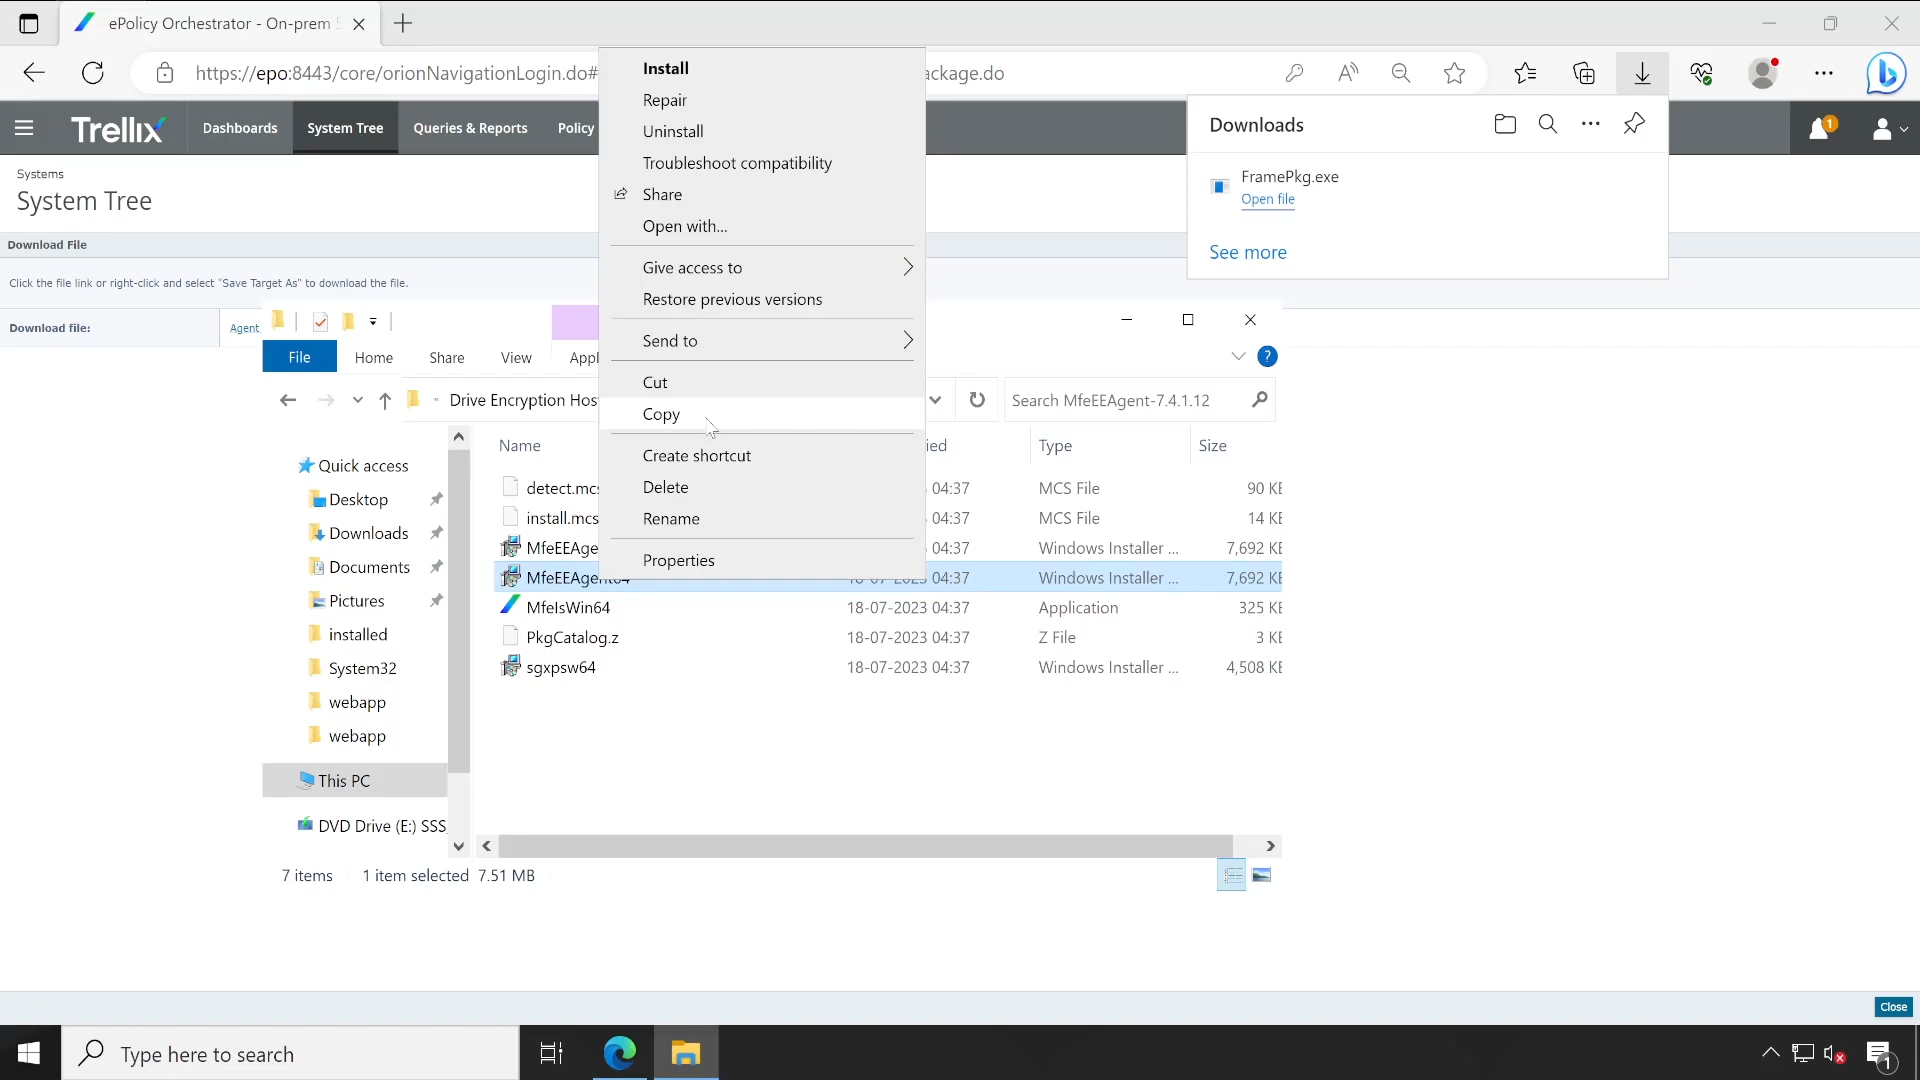 ePolicy Orchestrator - On-prem
https://epo:8443/core/orionNavigationLogin.do#
ackage.do
Trellix
Dashboards
System Tree
Queries & Reports
Policy
1
Systems
System Tree
Download File
Click the file link or right-click and select "Save Target As" to download the file.
Download file:
Agent
Downloads
FramePkg.exe
Open file
See more
Install
Repair
Uninstall
Troubleshoot compatibility
Share
Open with...
Give access to
Restore previous versions
Send to
Cut
Copy
Create shortcut
Delete
Rename
Properties
File
Home
Share
View
Appl
?
Drive Encryption Hos
Search MfeEEAgent-7.4.1.12
Name
ied
Type
Size
Quick access
Desktop
Downloads
Documents
Pictures
installed
System32
webapp
webapp
This PC
DVD Drive (E:) SSS
detect.mcs 04:37 MCS File 90 KB
install.mcs 04:37 MCS File 14 KB
MfeEEAge 04:37 Windows Installer ... 7,692 KB
MfeEEAgent64 18-07-2023 04:37 Windows Installer ... 7,692 KB
MfeIsWin64 18-07-2023 04:37 Application 325 KB
PkgCatalog.z 18-07-2023 04:37 Z File 3 KB
sgxpsw64 18-07-2023 04:37 Windows Installer ... 4,508 KB
7 items 1 item selected 7.51 MB
Close
Type here to search
1